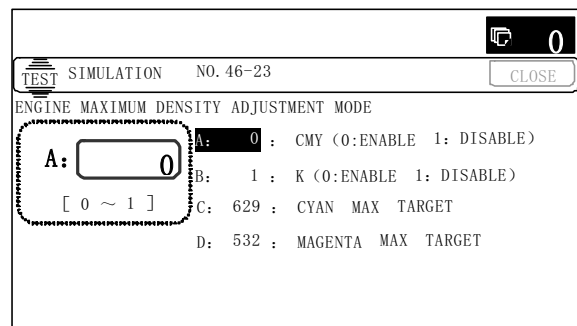 0
TEST SIMULATION NO. 46-23 CLOSE
ENGINE MAXIMUM DENSITY ADJUSTMENT MODE
A: 0
[ 0 ~ 1 ]
A: 0 : CMY (0:ENABLE 1: DISABLE)
B: 1 : K (0:ENABLE 1: DISABLE)
C: 629 : CYAN MAX TARGET
D: 532 : MAGENTA MAX TARGET